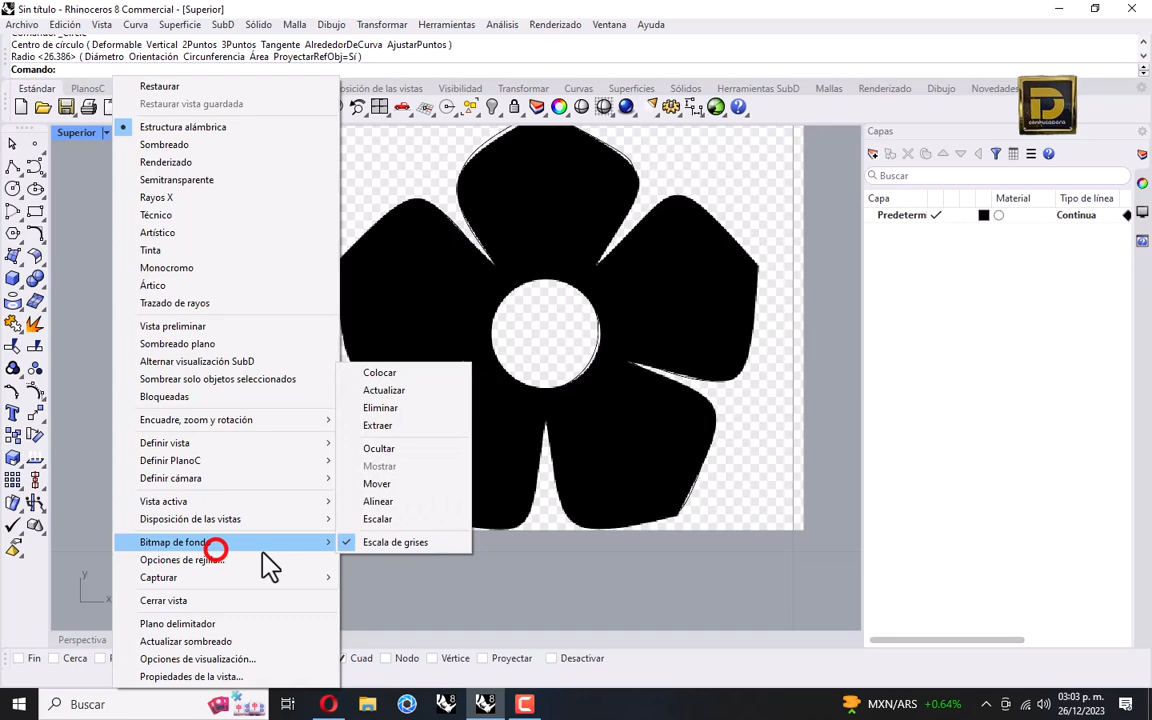 Sin título - Rhinoceros 8 Commercial - [Superior]
Archivo Edición Vista Curva Superficie SubD Sólido Malla Dibujo Transformar Herramientas Análisis Renderizado Ventana Ayuda
Centro de círculo ( Deformable Vertical 2Puntos 3Puntos Tangente AlrededorDeCurva AjustarPuntos )
Radio <26.386> ( Diámetro Orientación Circunferencia Área ProyectarRefObj=Sí )
Comando:
Estándar PlanosC osición de las vistas Visibilidad Transformar Curvas Superficies Sólidos Herramientas SubD Mallas Renderizado Dibujo Novedades
Superior
Restaurar
Restaurar vista guardada
Estructura alámbrica
Sombreado
Renderizado
Semitransparente
Rayos X
Técnico
Artístico
Tinta
Monocromo
Ártico
Trazado de rayos
Vista preliminar
Sombreado plano
Alternar visualización SubD
Sombrear solo objetos seleccionados
Bloqueadas
Encuadre, zoom y rotación
Definir vista
Definir PlanoC
Definir cámara
Vista activa
Disposición de las vistas
Bitmap de fondo
Opciones de rejilla...
Capturar
Cerrar vista
Plano delimitador
Actualizar sombreado
Opciones de visualización...
Propiedades de la vista...
Colocar
Actualizar
Eliminar
Extraer
Ocultar
Mostrar
Mover
Alinear
Escalar
Escala de grises
Capas
Buscar
Capa Material Tipo de línea
Predeterm Continua
y
x
Perspectiva
Fin Cerca P Cuad Nodo Vértice Proyectar Desactivar
Buscar
MXN/ARS +0.64%
03:03 p. m.
26/12/2023